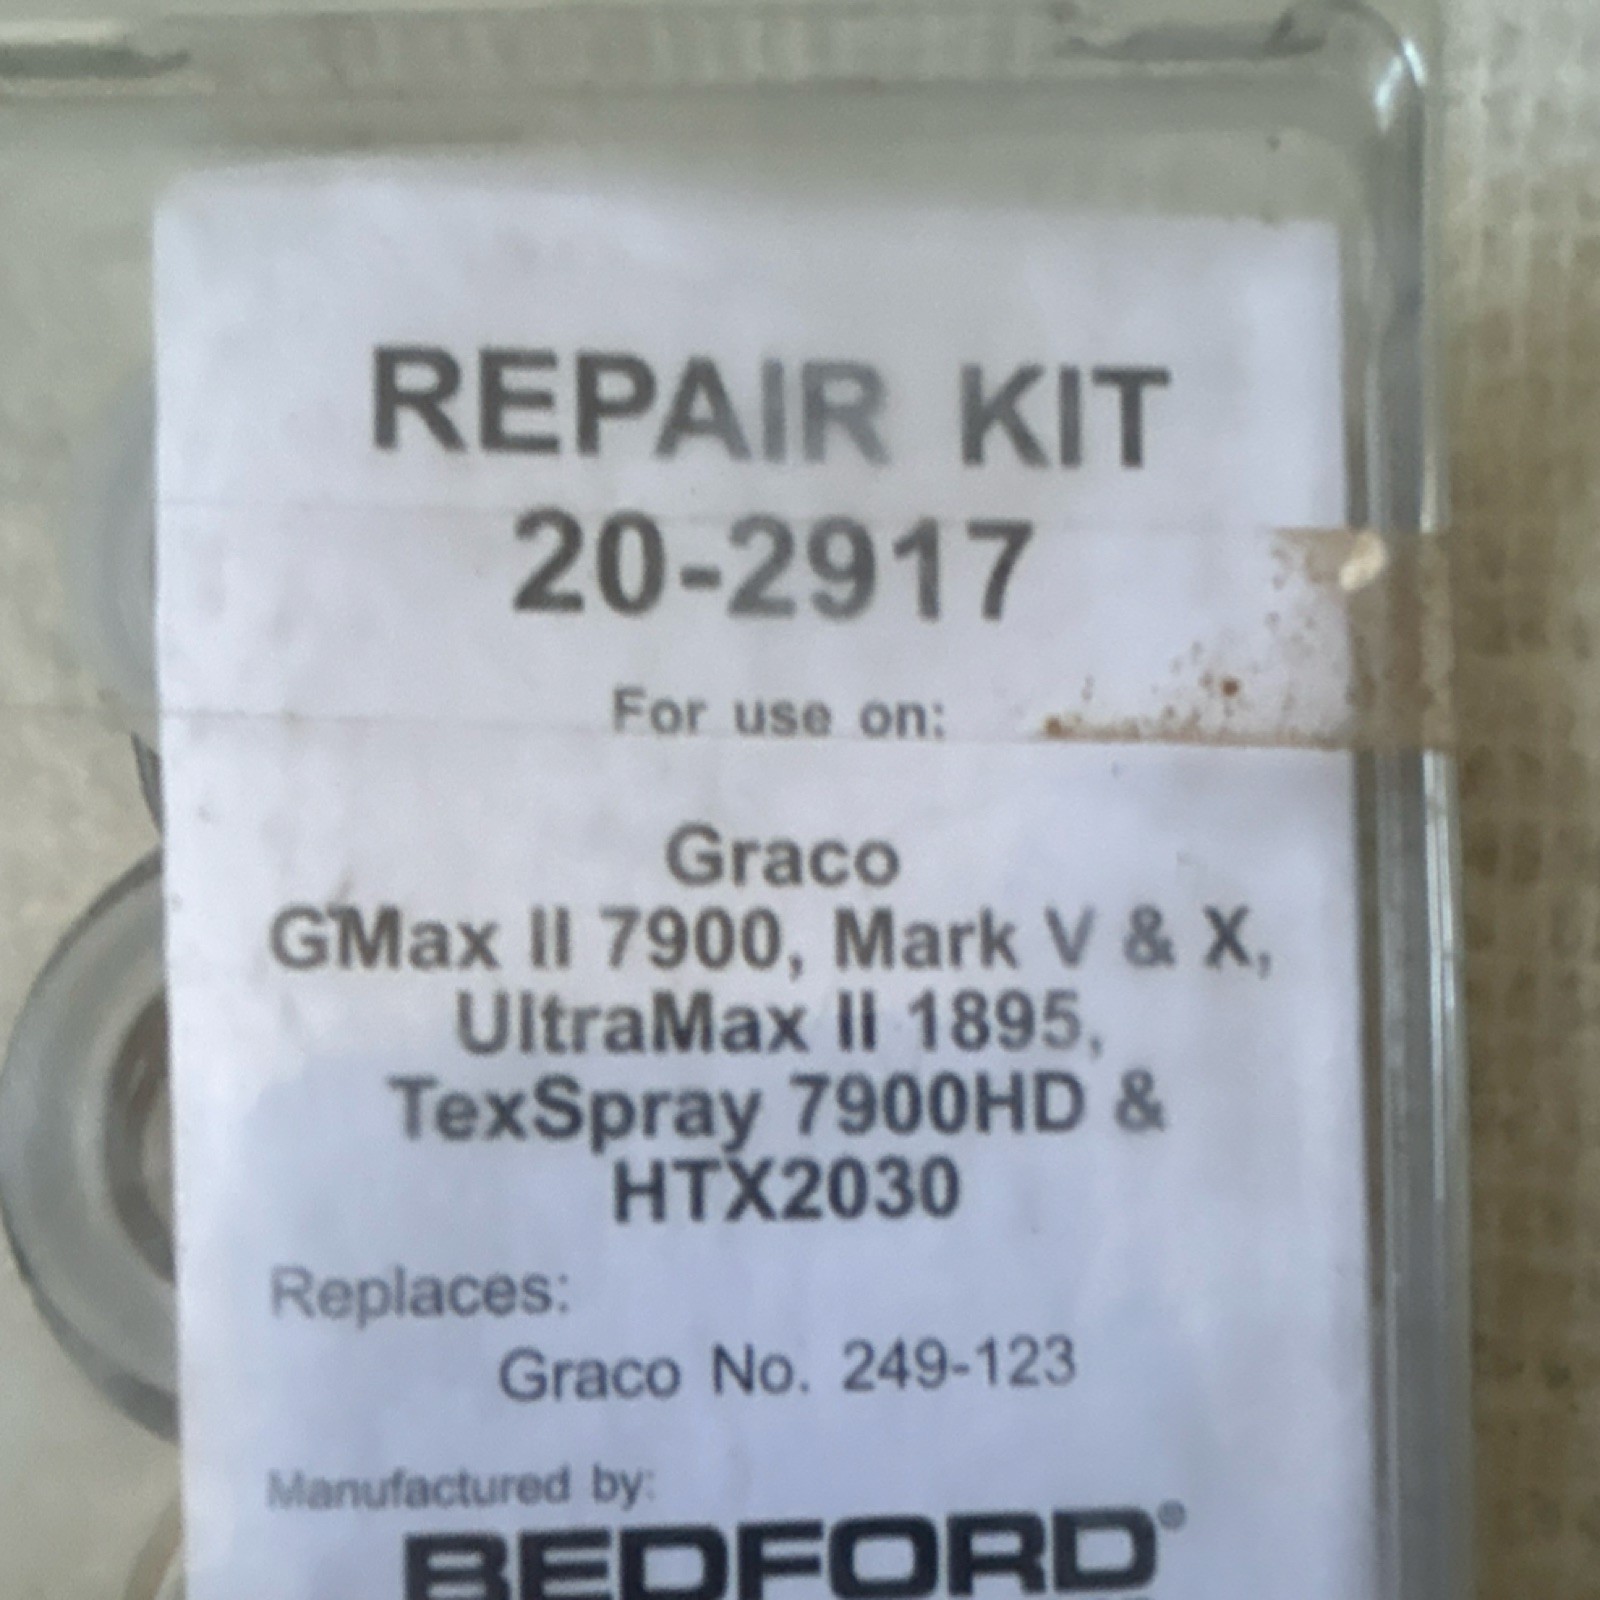 REPAIR KIT
20-2917
For use on:
Graco
GMax II 7900, Mark V & X,
UltraMax II 1895,
TexSpray 7900HD &
HTX2030
Replaces:
Graco No. 249-123
Manufactured by:
BEDFORD®